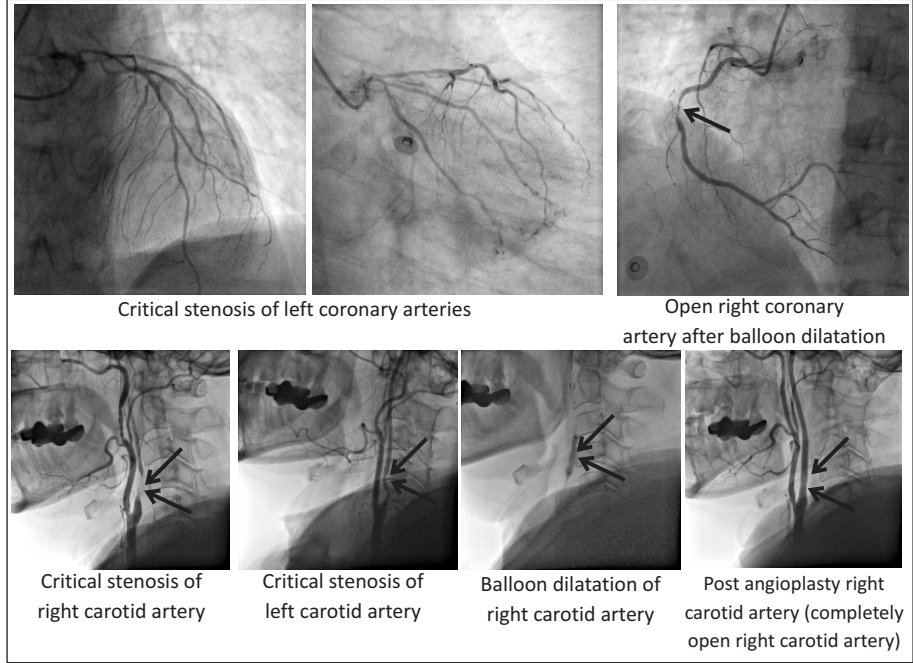 Critical stenosis of left coronary arteries
Open right coronary
artery after balloon dilatation
Critical stenosis of
right carotid artery
Critical stenosis of
left carotid artery
Balloon dilatation of
right carotid artery
Post angioplasty right
carotid artery (completely
open right carotid artery)